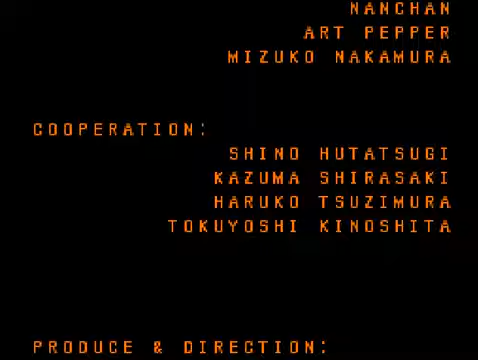 NANCHAN
ART PEPPER
MIZUKO NAKAMURA
COOPERATION:
SHINO HUTATSUGI
KAZUMA SHIRASAKI
HARUKO TSUZIMURA
TOKUYOSHI KINOSHITA
PRODUCE & DIRECTION: